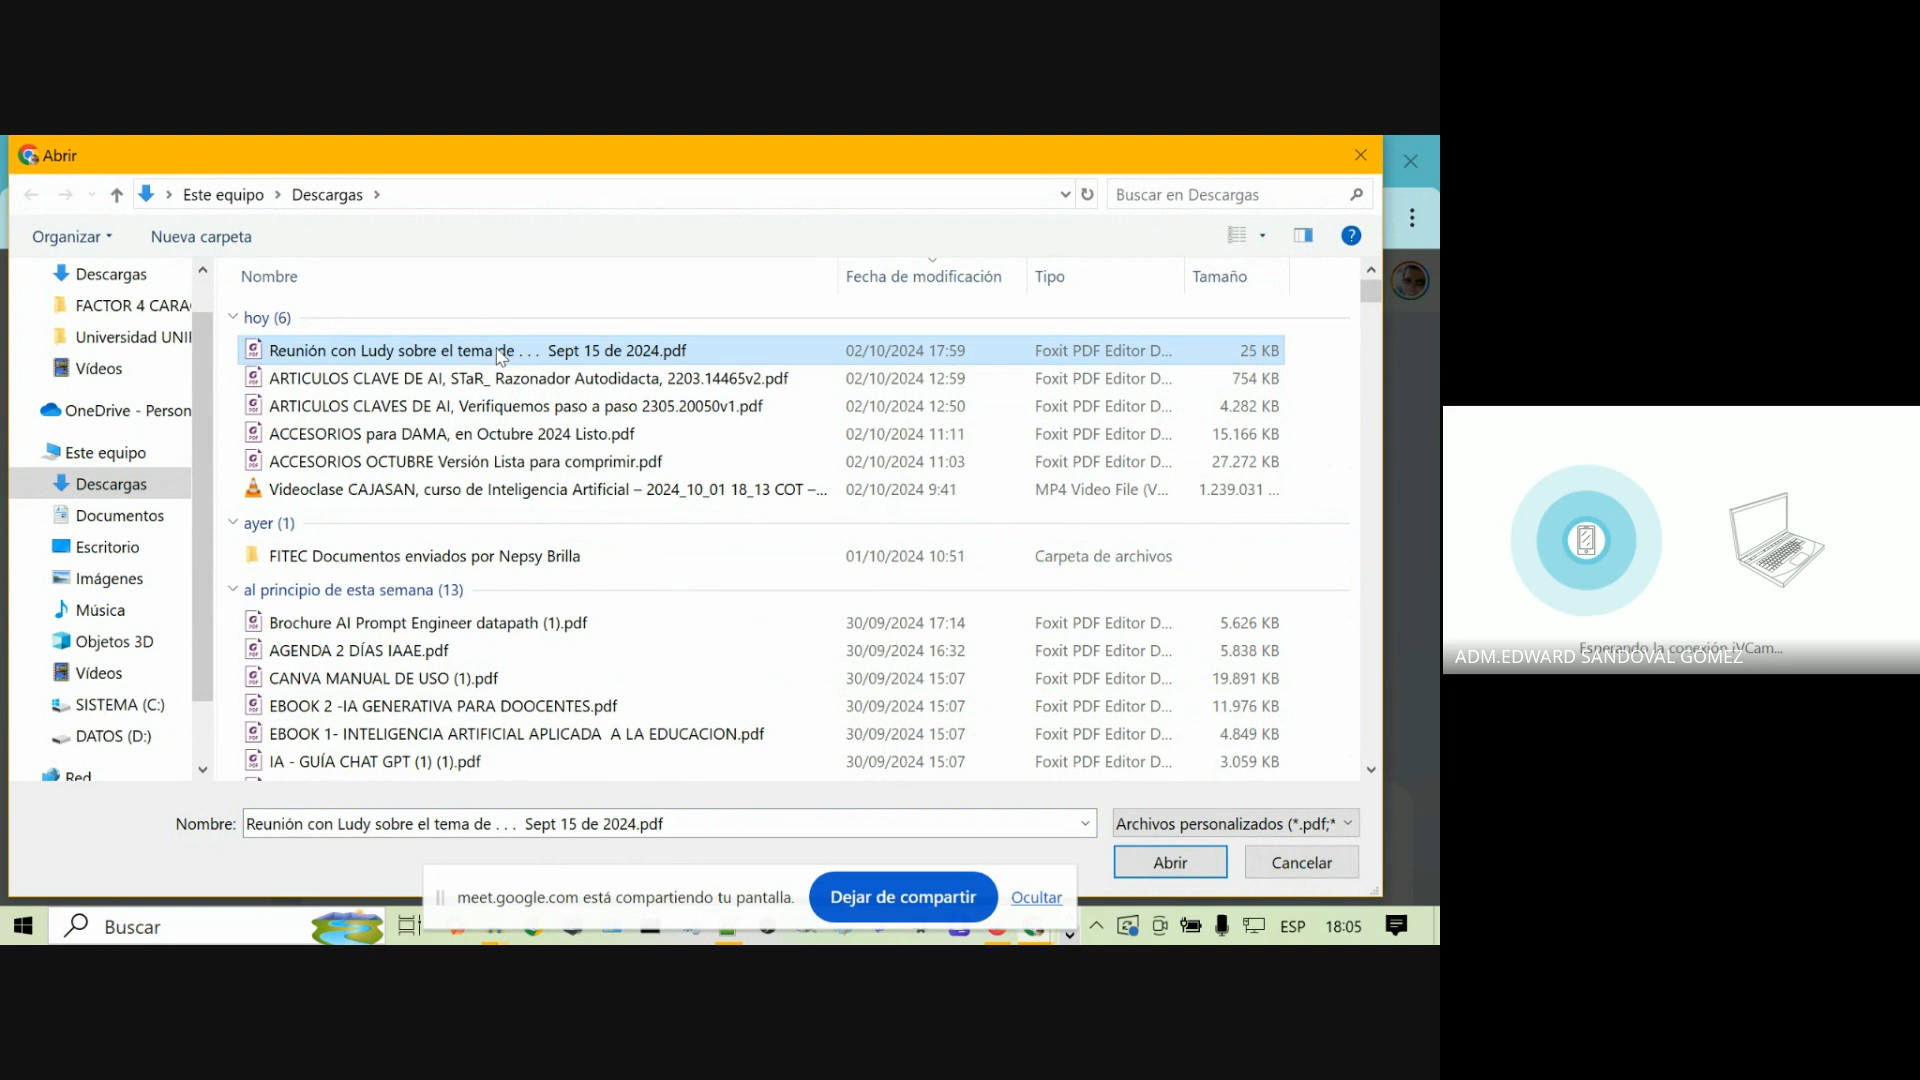 Abrir
Este equipo
Descargas
Buscar en Descargas
Organizar
Nueva carpeta
?
Descargas
FACTOR 4 CARA
Universidad UNII
Vídeos
OneDrive - Person
Este equipo
Descargas
Documentos
Escritorio
Imágenes
Música
Objetos 3D
Vídeos
SISTEMA (C:)
DATOS (D:)
Red
Nombre Fecha de modificación Tipo Tamaño
hoy (6)
Reunión con Ludy sobre el tema de . . . Sept 15 de 2024.pdf 02/10/2024 17:59 Foxit PDF Editor D... 25 KB
ARTICULOS CLAVE DE AI, STaR_ Razonador Autodidacta, 2203.14465v2.pdf 02/10/2024 12:59 Foxit PDF Editor D... 754 KB
ARTICULOS CLAVES DE AI, Verifiquemos paso a paso 2305.20050v1.pdf 02/10/2024 12:50 Foxit PDF Editor D... 4.282 KB
ACCESORIOS para DAMA, en Octubre 2024 Listo.pdf 02/10/2024 11:11 Foxit PDF Editor D... 15.166 KB
ACCESORIOS OCTUBRE Versión Lista para comprimir.pdf 02/10/2024 11:03 Foxit PDF Editor D... 27.272 KB
Videoclase CAJASAN, curso de Inteligencia Artificial – 2024_10_01 18_13 COT –... 02/10/2024 9:41 MP4 Video File (V... 1.239.031 ...
ayer (1)
FITEC Documentos enviados por Nepsy Brilla 01/10/2024 10:51 Carpeta de archivos
al principio de esta semana (13)
Brochure AI Prompt Engineer datapath (1).pdf 30/09/2024 17:14 Foxit PDF Editor D... 5.626 KB
AGENDA 2 DÍAS IAAE.pdf 30/09/2024 16:32 Foxit PDF Editor D... 5.838 KB
CANVA MANUAL DE USO (1).pdf 30/09/2024 15:07 Foxit PDF Editor D... 19.891 KB
EBOOK 2 -IA GENERATIVA PARA DOOCENTES.pdf 30/09/2024 15:07 Foxit PDF Editor D... 11.976 KB
EBOOK 1- INTELIGENCIA ARTIFICIAL APLICADA A LA EDUCACION.pdf 30/09/2024 15:07 Foxit PDF Editor D... 4.849 KB
IA - GUÍA CHAT GPT (1) (1).pdf 30/09/2024 15:07 Foxit PDF Editor D... 3.059 KB
Nombre: Reunión con Ludy sobre el tema de . . . Sept 15 de 2024.pdf Archivos personalizados (*.pdf;*
Abrir Cancelar
meet.google.com está compartiendo tu pantalla. Dejar de compartir Ocultar
Buscar ESP 18:05
Esperando la conexión iVCam...
ADM.EDWARD SANDOVAL GOMEZ